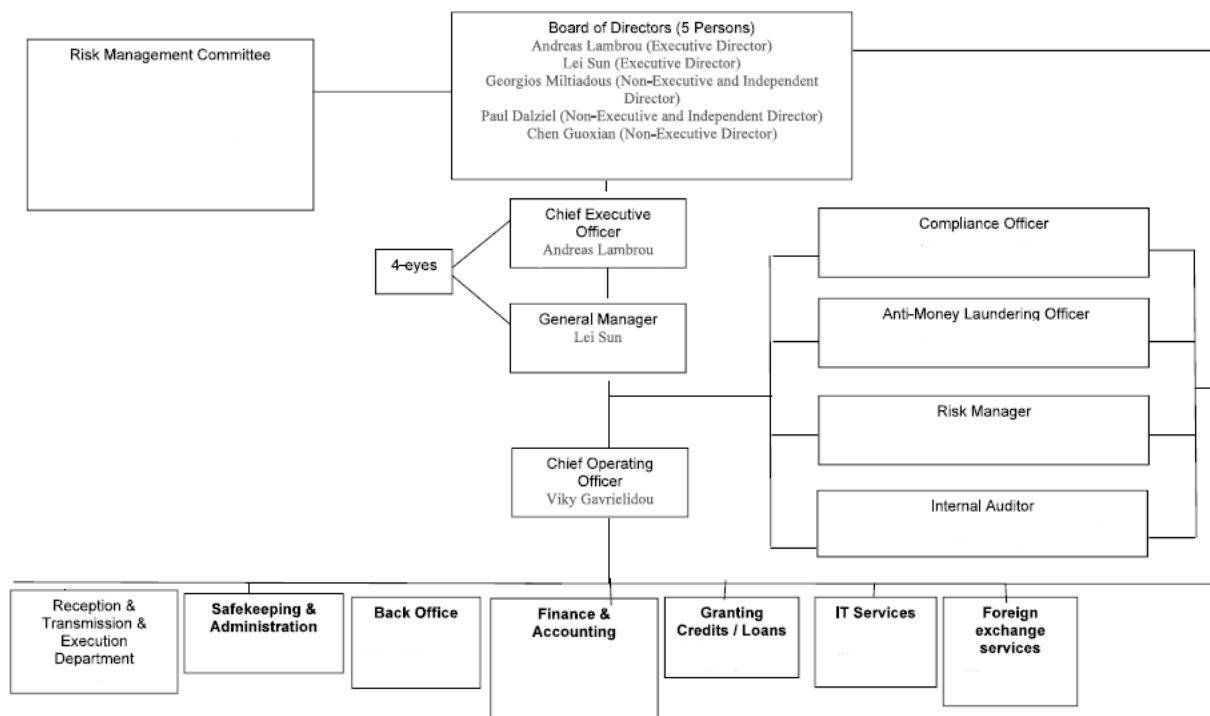 Risk Management Committee
Board of Directors (5 Persons)
Andreas Lambrou (Executive Director)
Lei Sun (Executive Director)
Georgios Miltiadous (Non-Executive and Independent
Director)
Paul Dalziel (Non-Executive and Independent Director)
Chen Guoxian (Non-Executive Director)
Chief Executive
Officer
Andreas Lambrou
4-eyes
General Manager
Lei Sun
Compliance Officer
Anti-Money Laundering Officer
Risk Manager
Internal Auditor
Chief Operating
Officer
Viky Gavrielidou
Reception &
Transmission &
Execution
Department
Safekeeping &
Administration
Back Office
Finance &
Accounting
Granting
Credits / Loans
IT Services
Foreign
exchange
services